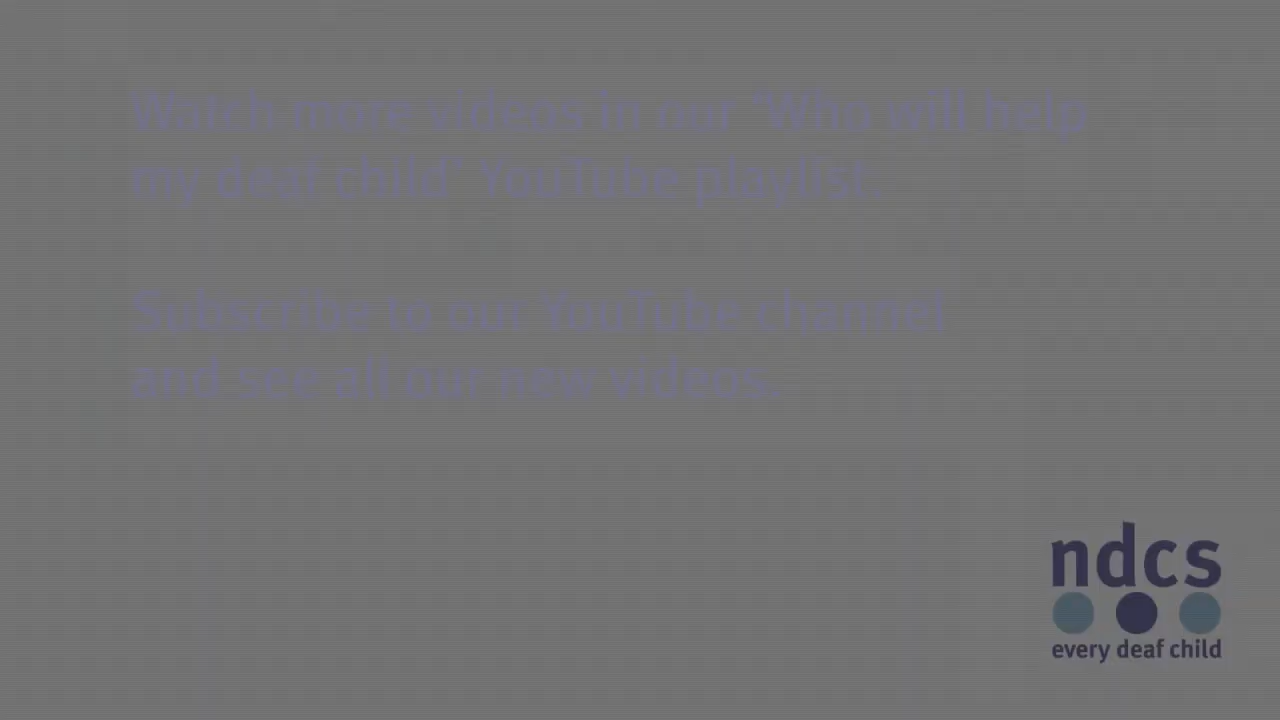 Watch more videos in our 'Who will help
my deaf child' YouTube playlist.
Subscribe to our YouTube channel
and see all our new videos.
ndcs
every deaf child